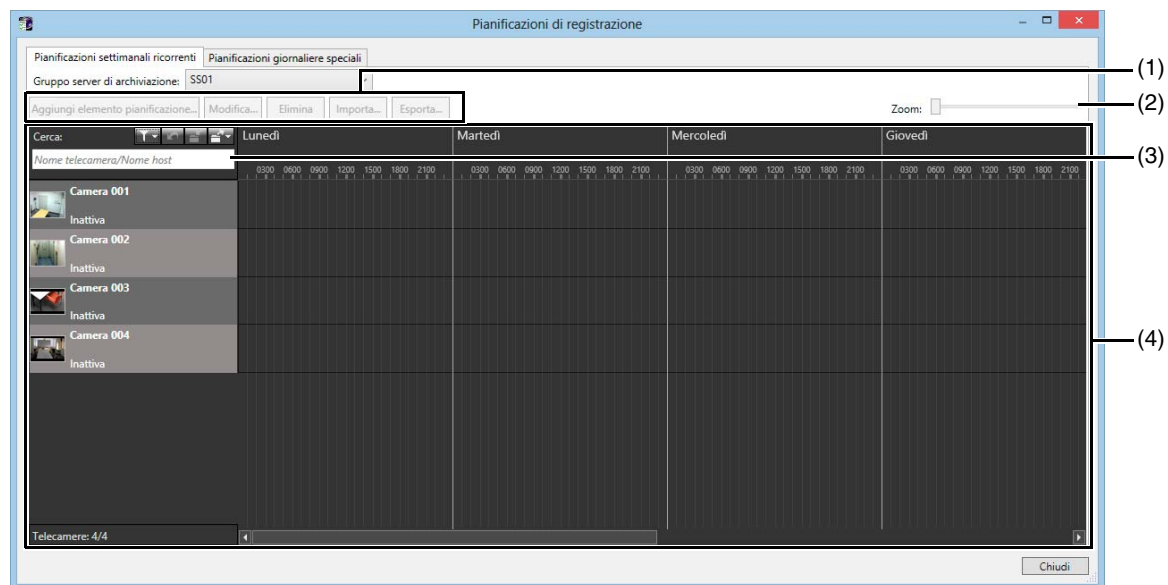 Pianificazioni di registrazione
Pianificazioni settimanali ricorrenti Pianificazioni giornaliere speciali
Gruppo server di archiviazione: SS01
(1)
Aggiungi elemento pianificazione... Modifica... Elimina Importa... Esporta... Zoom:
(2)
Cerca: Lunedì Martedì Mercoledì Giovedì
Nome telecamera/Nome host
(3)
0300 0600 0900 1200 1500 1800 2100 0300 0600 0900 1200 1500 1800 2100 0300 0600 0900 1200 1500 1800 2100 0300 0600 0900 1200 1500 1800 2100
Camera 001
Inattiva
Camera 002
Inattiva
Camera 003
Inattiva
Camera 004
(4)
Inattiva
Telecamere: 4/4
Chiudi